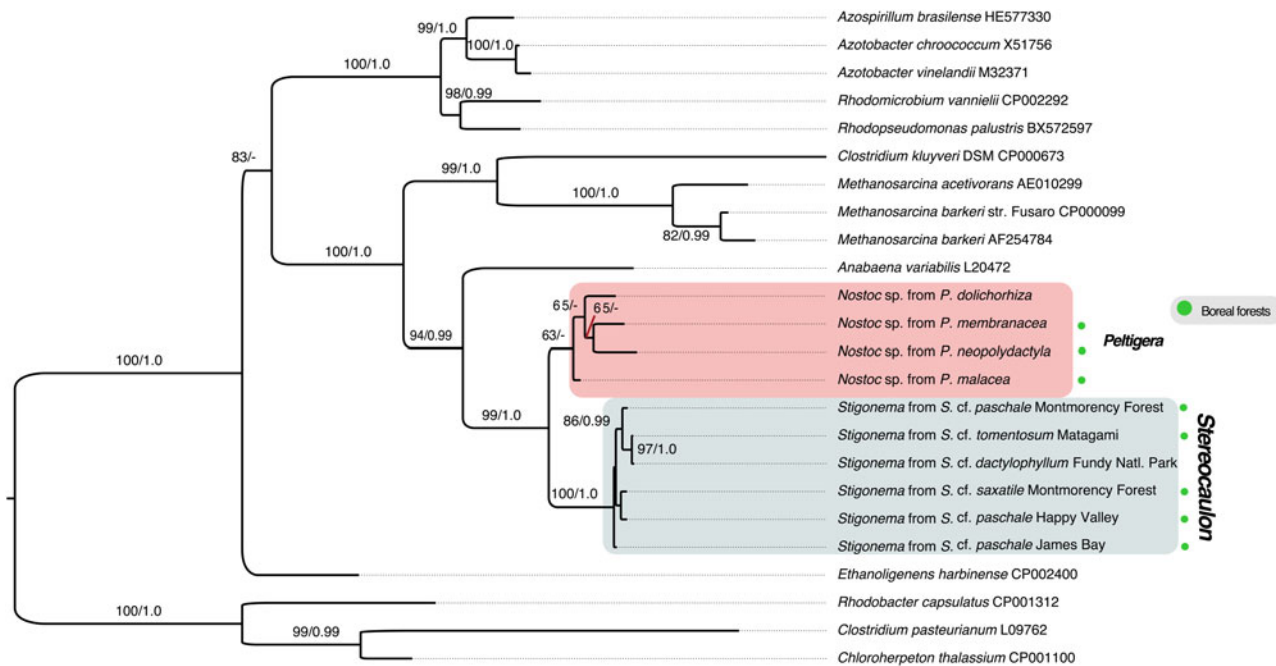 Azospirillum brasilense HE577330
99/1.0
Azotobacter chroococcum X51756
100/1.0
100/1.0
Azotobacter vinelandii M32371
98/0.99
Rhodomicrobium vannielii CP002292
Rhodopseudomonas palustris BX572597
83/-
Clostridium kluyveri DSM CP000673
99/1.0
Methanosarcina acetivorans AE010299
100/1.0
Methanosarcina barkeri str. Fusaro CP000099
82/0.99
Methanosarcina barkeri AF254784
100/1.0
Anabaena variabilis L20472
Nostoc sp. from P. dolichorhiza
65/-
65/-
Boreal forests
Nostoc sp. from P. membranacea
94/0.99
63/-
Peltigera
Nostoc sp. from P. neopolydactyla
100/1.0
Nostoc sp. from P. malacea
Stigonema from S. cf. paschale Montmorency Forest
99/1.0
86/0.99
Stigonema from S. cf. tomentosum Matagami
97/1.0
Stigonema from S. cf. dactylophyllum Fundy Natl. Park
Stereocaulon
100/1.0
Stigonema from S. cf. saxatile Montmorency Forest
Stigonema from S. cf. paschale Happy Valley
Stigonema from S. cf. paschale James Bay
Ethanoligenens harbinense CP002400
Rhodobacter capsulatus CP001312
100/1.0
Clostridium pasteurianum L09762
99/0.99
Chloroherpeton thalassium CP001100